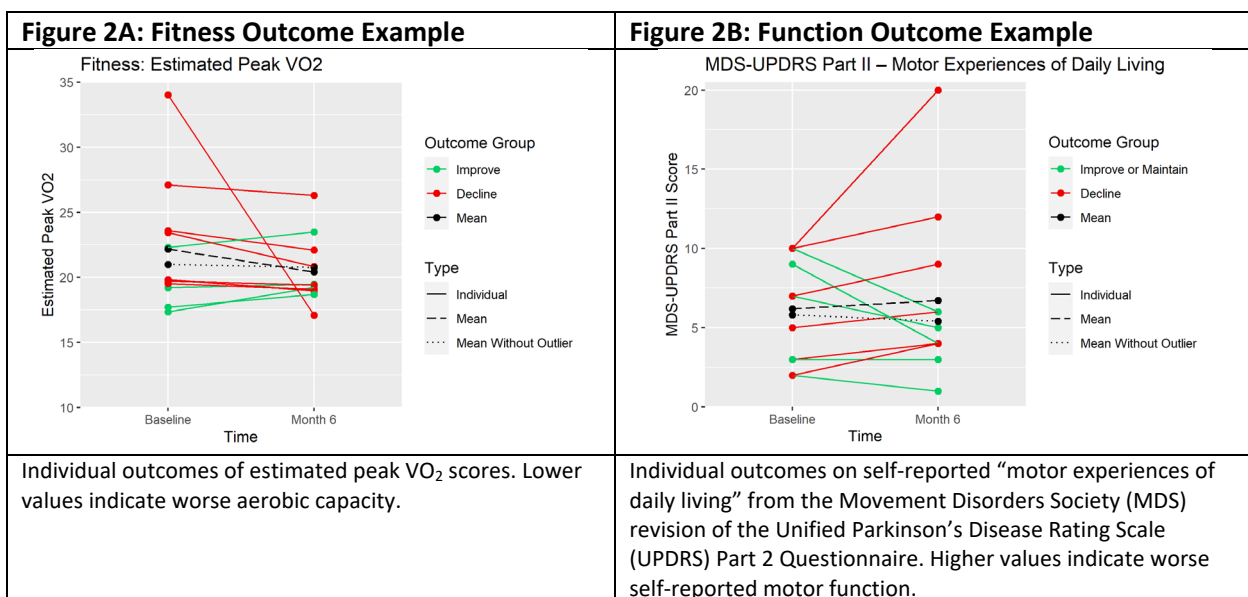 Figure 2A: Fitness Outcome Example
Fitness: Estimated Peak VO2
35
30
25
20
15
10
Estimated Peak VO2
Baseline
Month 6
Time
Outcome Group
Improve
Decline
Mean
Type
Individual
Mean
Mean Without Outlier
Individual outcomes of estimated peak VO₂ scores. Lower
values indicate worse aerobic capacity.
Figure 2B: Function Outcome Example
MDS-UPDRS Part II – Motor Experiences of Daily Living
20
15
10
5
0
MDS-UPDRS Part II Score
Baseline
Month 6
Time
Outcome Group
Improve or Maintain
Decline
Mean
Type
Individual
Mean
Mean Without Outlier
Individual outcomes on self-reported “motor experiences of
daily living” from the Movement Disorders Society (MDS)
revision of the Unified Parkinson’s Disease Rating Scale
(UPDRS) Part 2 Questionnaire. Higher values indicate worse
self-reported motor function.